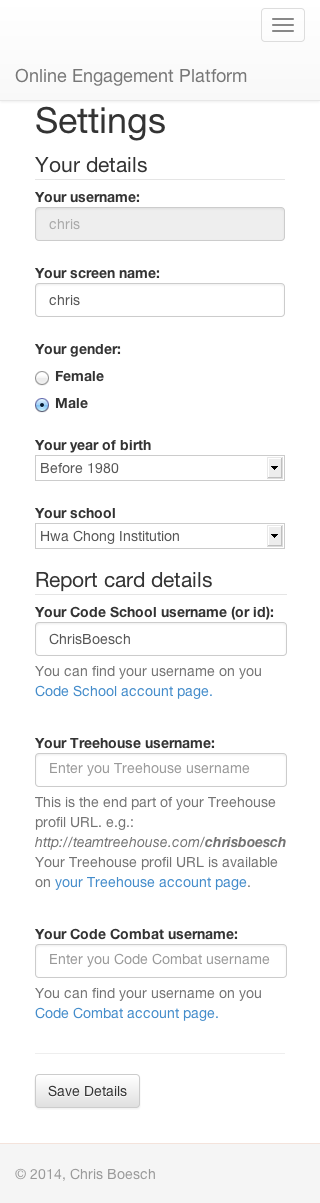 Online Engagement Platform
Settings
Your details
Your username:
chris
Your screen name:
chris
Your gender:
Female
Male
Your year of birth
Before 1980
Your school
Hwa Chong Institution
Report card details
Your Code School username (or id):
ChrisBoesch
You can find your username on you
Code School account page.
Your Treehouse username:
Enter you Treehouse username
This is the end part of your Treehouse
profil URL. e.g.:
http://teamtreehouse.com/chrisboesch
Your Treehouse profil URL is available
on your Treehouse account page.
Your Code Combat username:
Enter you Code Combat username
You can find your username on you
Code Combat account page.
Save Details
© 2014, Chris Boesch